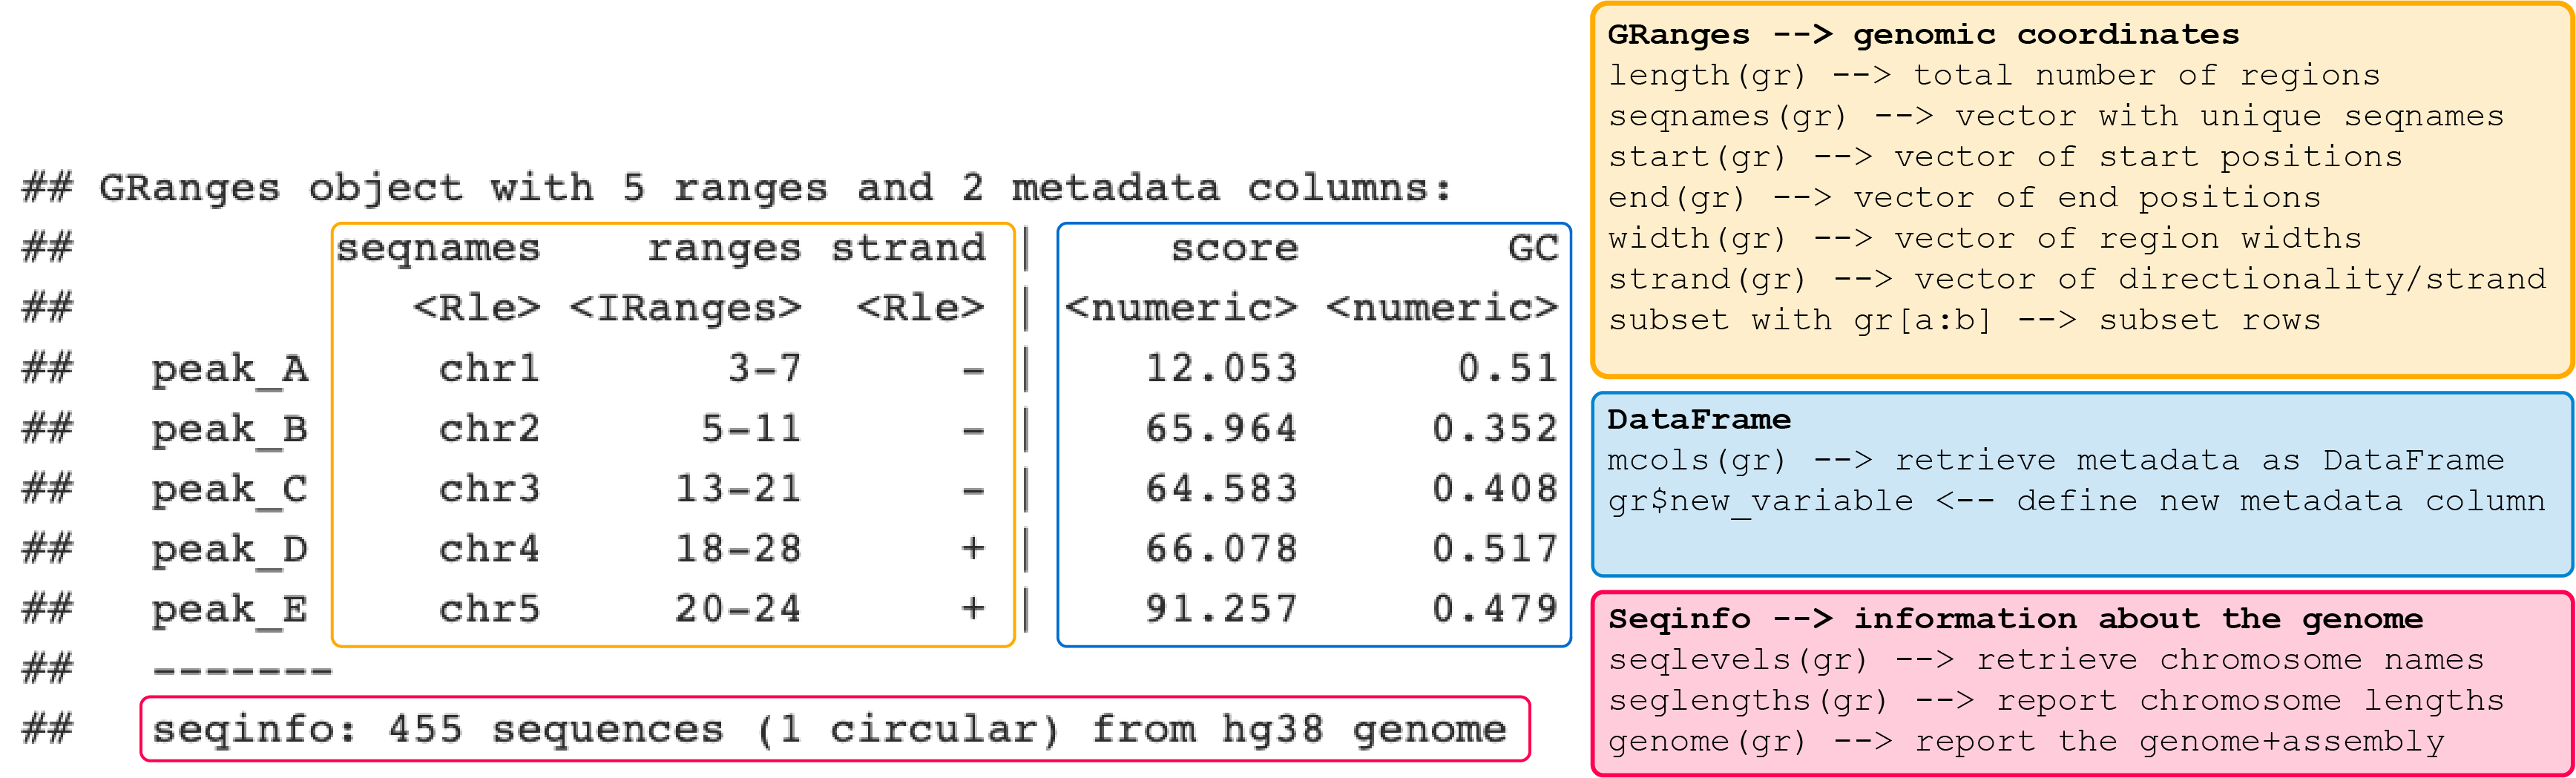 ## GRanges object with 5 ranges and 2 metadata columns:
## seqnames ranges strand | score GC
## <Rle> <IRanges> <Rle> | <numeric> <numeric>
## peak_A chr1 3-7 - | 12.053 0.51
## peak_B chr2 5-11 - | 65.964 0.352
## peak_C chr3 13-21 - | 64.583 0.408
## peak_D chr4 18-28 + | 66.078 0.517
## peak_E chr5 20-24 + | 91.257 0.479
## -------
## seqinfo: 455 sequences (1 circular) from hg38 genome
GRanges --> genomic coordinates
length(gr) --> total number of regions
seqnames(gr) --> vector with unique seqnames
start(gr) --> vector of start positions
end(gr) --> vector of end positions
width(gr) --> vector of region widths
strand(gr) --> vector of directionality/strand
subset with gr[a:b] --> subset rows
DataFrame
mcols(gr) --> retrieve metadata as DataFrame
gr$new_variable <-- define new metadata column
Seqinfo --> information about the genome
seqlevels(gr) --> retrieve chromosome names
seglengths(gr) --> report chromosome lengths
genome(gr) --> report the genome+assembly